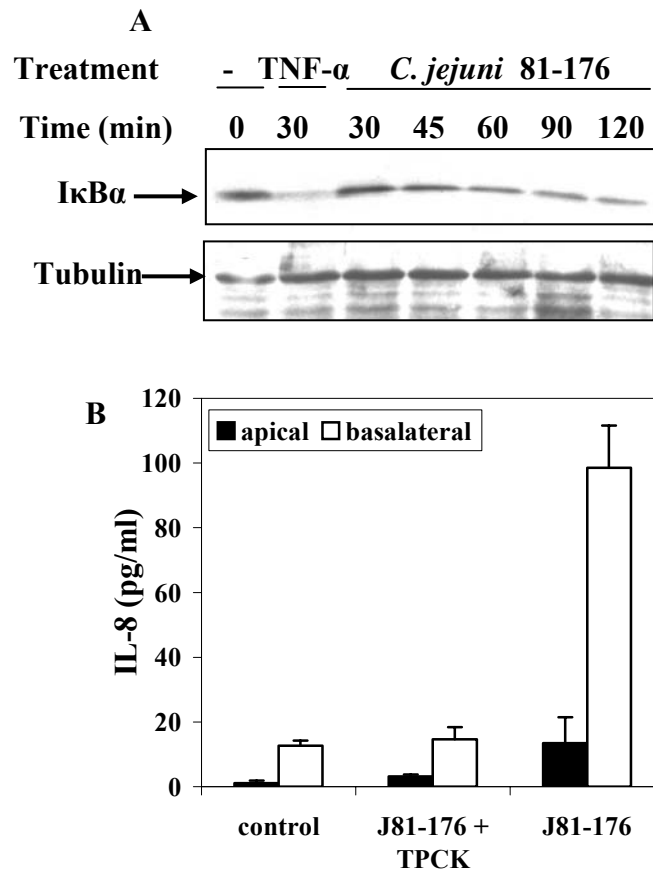 A
Treatment - TNF-α C. jejuni 81-176
Time (min) 0 30 30 45 60 90 120
IκBα
Tubulin
B
apical basalateral
IL-8 (pg/ml)
120
100
80
60
40
20
0
control J81-176 + J81-176
TPCK